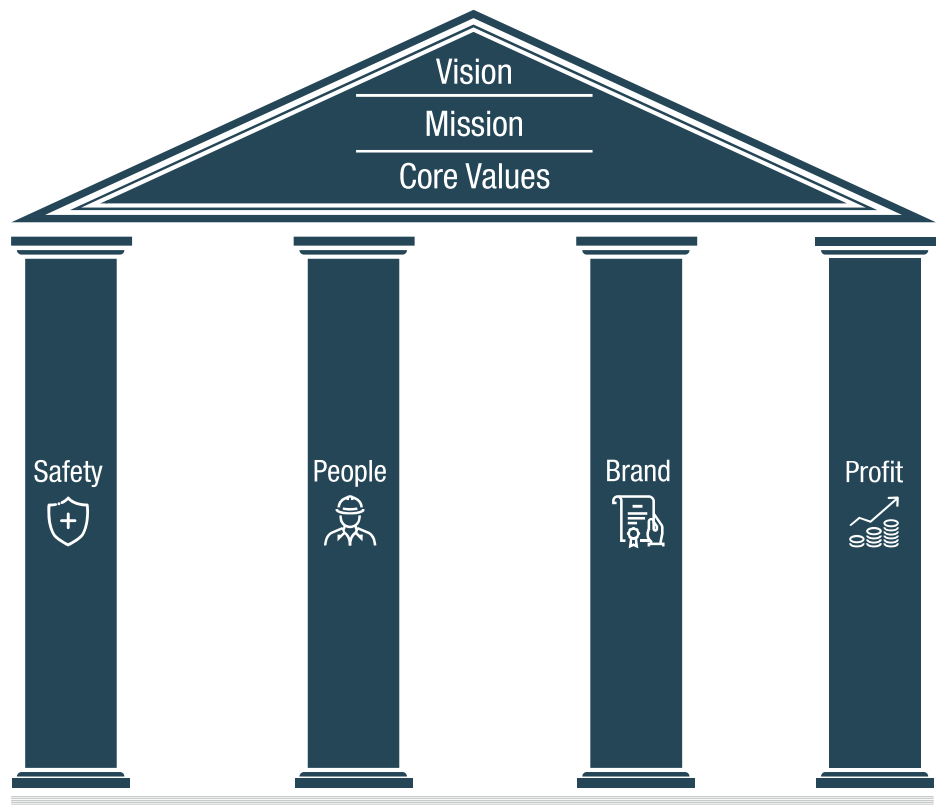 Vision
Mission
Core Values
Safety
People
Brand
Profit